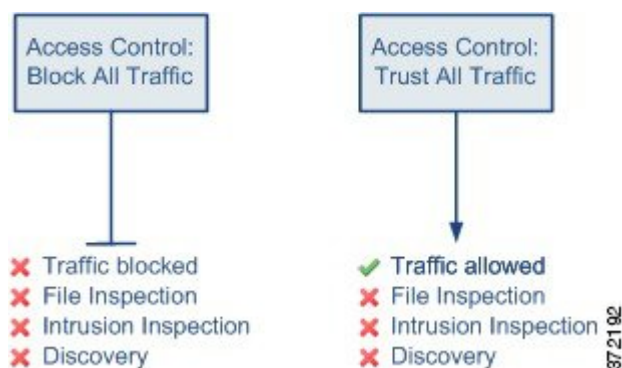 Access Control:
Block All Traffic
Traffic blocked
File Inspection
Intrusion Inspection
Discovery
Access Control:
Trust All Traffic
Traffic allowed
File Inspection
Intrusion Inspection
Discovery
372192